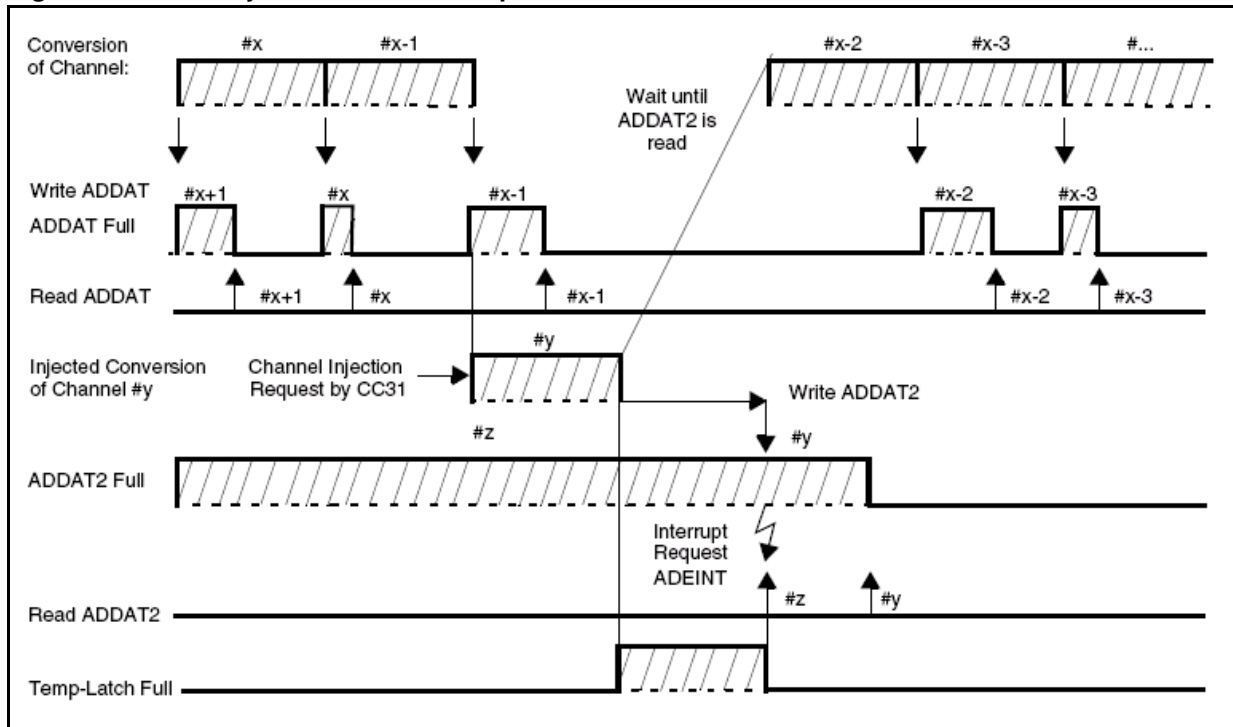 Conversion
of Channel:
#x
#x-1
#x-2
#x-3
#...
Wait until
ADDAT2 is
read
Write ADDAT
ADDAT Full
#x+1
#x
#x-1
#x-2
#x-3
Read ADDAT
#x+1
#x
#x-1
#x-2
#x-3
Injected Conversion
of Channel #y
Channel Injection
Request by CC31
#y
Write ADDAT2
#z
#y
ADDAT2 Full
Interrupt
Request
ADEINT
#z
#y
Read ADDAT2
Temp-Latch Full